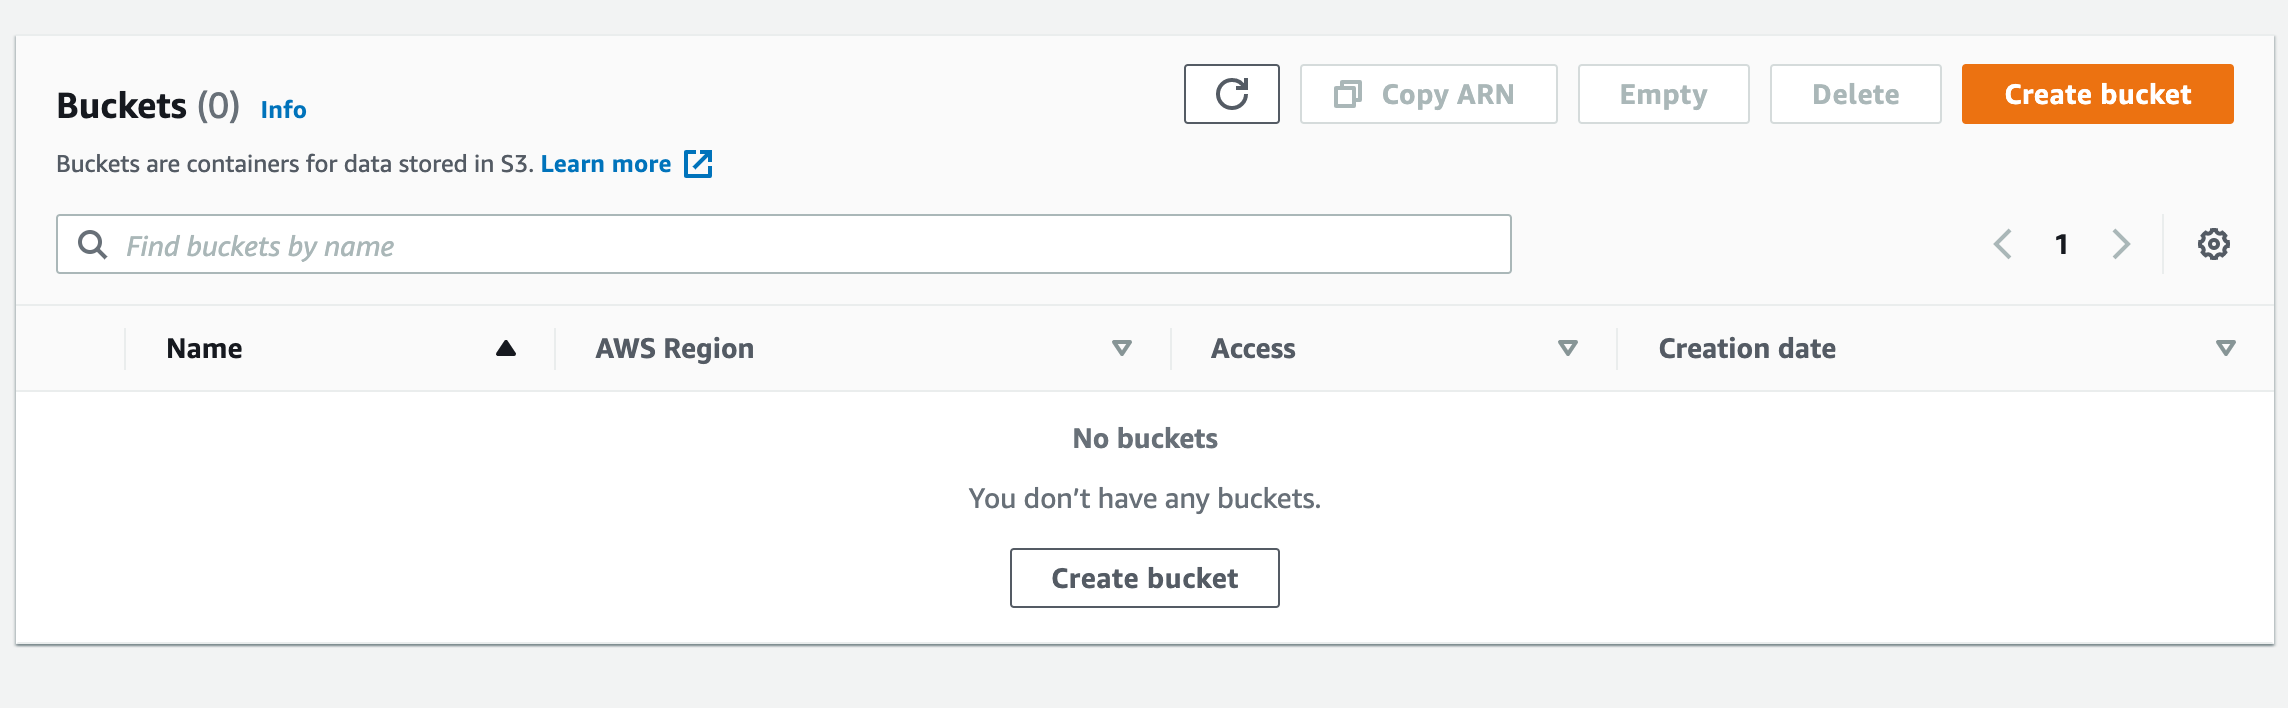 Buckets (0) Info
Copy ARN
Empty
Delete
Create bucket
Buckets are containers for data stored in S3. Learn more
Find buckets by name
1
Name
AWS Region
Access
Creation date
No buckets
You don’t have any buckets.
Create bucket